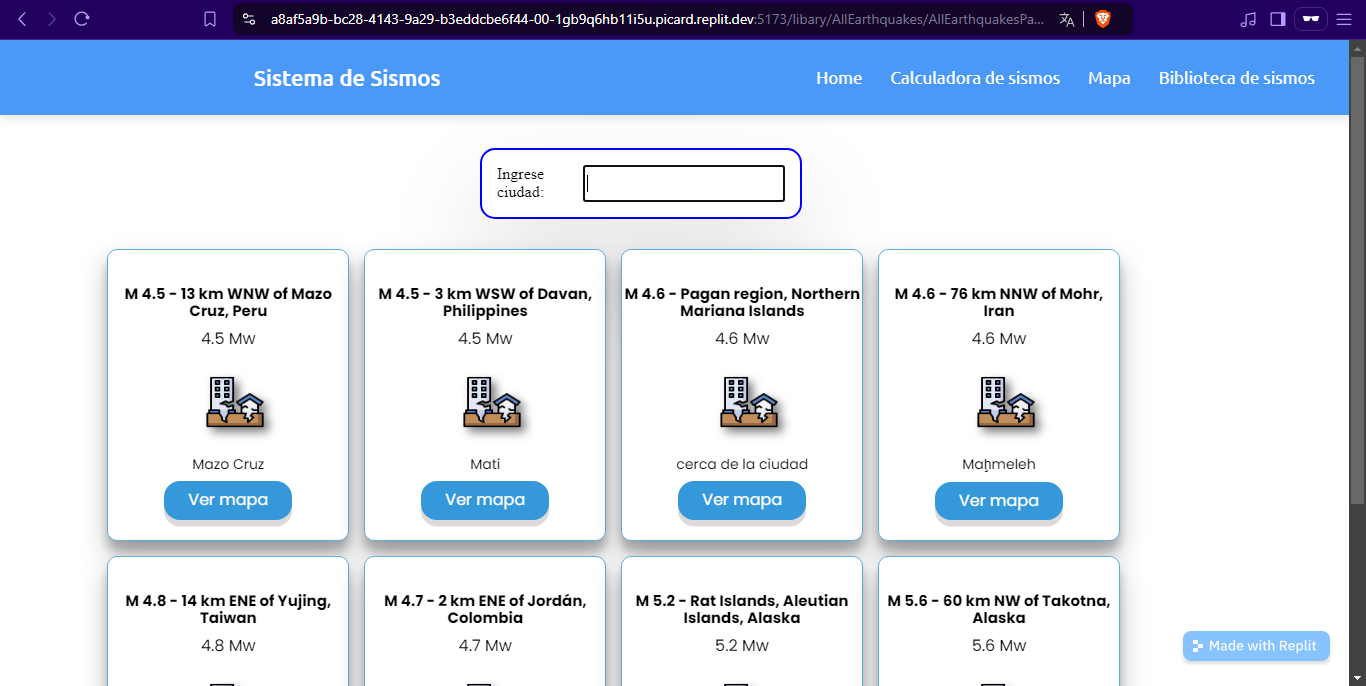 a8af5a9b-bc28-4143-9a29-b3eddcbe6f44-00-1gb9q6hb11i5u.picard.replit.dev:5173/libary/AllEarthquakes/AllEarthquakesPa...
Sistema de Sismos
Home
Calculadora de sismos
Mapa
Biblioteca de sismos
Ingrese
ciudad:
M 4.5 - 13 km WNW of Mazo
Cruz, Peru
4.5 Mw
Mazo Cruz
Ver mapa
M 4.5 - 3 km WSW of Davan,
Philippines
4.5 Mw
Mati
Ver mapa
M 4.6 - Pagan region, Northern
Mariana Islands
4.6 Mw
cerca de la ciudad
Ver mapa
M 4.6 - 76 km NNW of Mohr,
Iran
4.6 Mw
Maḩmeleh
Ver mapa
M 4.8 - 14 km ENE of Yujing,
Taiwan
4.8 Mw
M 4.7 - 2 km ENE of Jordán,
Colombia
4.7 Mw
M 5.2 - Rat Islands, Aleutian
Islands, Alaska
5.2 Mw
M 5.6 - 60 km NW of Takotna,
Alaska
5.6 Mw
Made with Replit